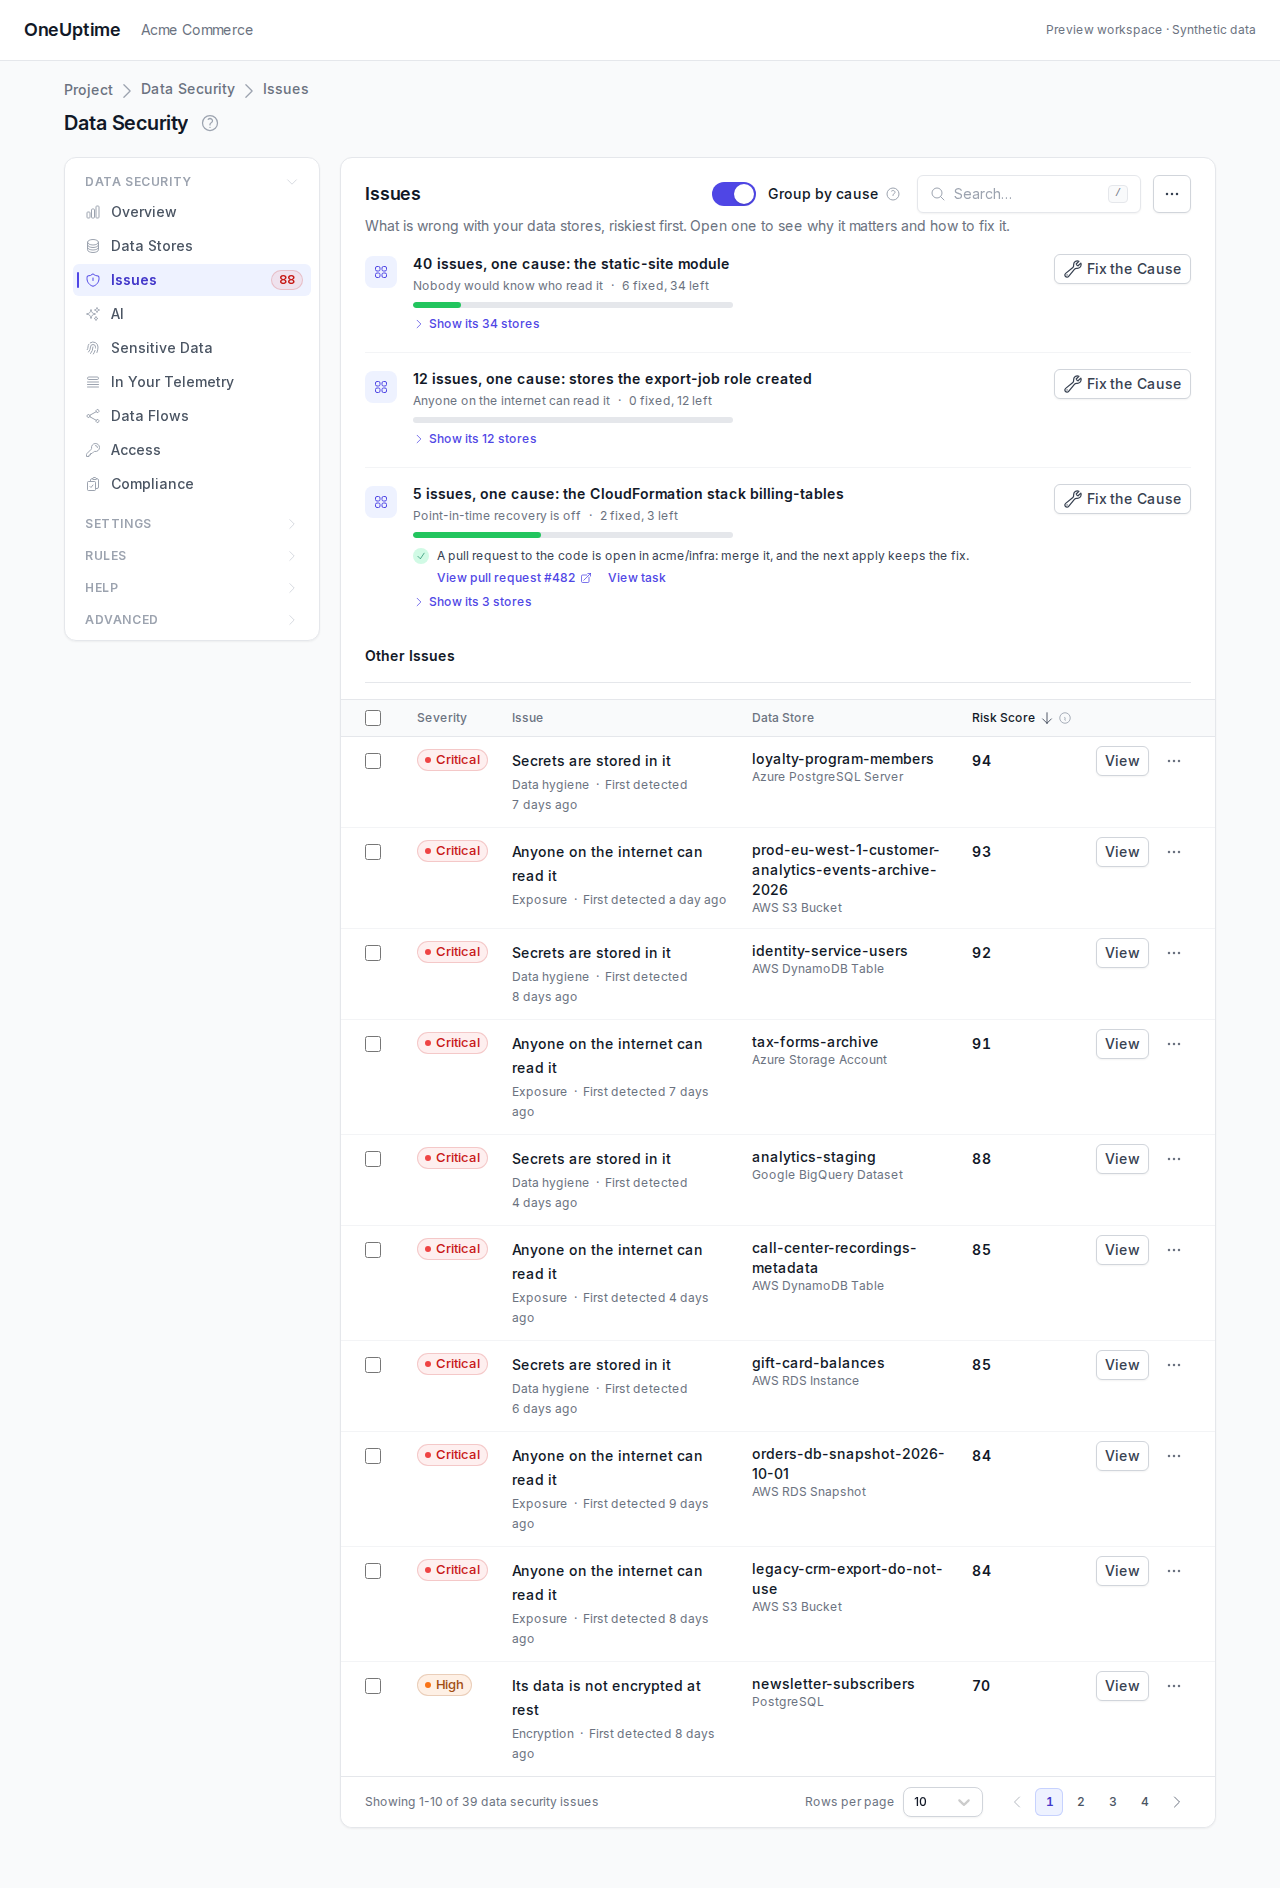 OneUptime Acme Commerce Preview workspace · Synthetic data
Project Data Security Issues
Data Security
DATA SECURITY
Overview
Data Stores
Issues 88
AI
Sensitive Data
In Your Telemetry
Data Flows
Access
Compliance
SETTINGS
RULES
HELP
ADVANCED
Issues Group by cause Search... /
What is wrong with your data stores, riskiest first. Open one to see why it matters and how to fix it.
40 issues, one cause: the static-site module Fix the Cause
Nobody would know who read it · 6 fixed, 34 left
Show its 34 stores
12 issues, one cause: stores the export-job role created Fix the Cause
Anyone on the internet can read it · 0 fixed, 12 left
Show its 12 stores
5 issues, one cause: the CloudFormation stack billing-tables Fix the Cause
Point-in-time recovery is off · 2 fixed, 3 left
A pull request to the code is open in acme/infra: merge it, and the next apply keeps the fix.
View pull request #482 View task
Show its 3 stores
Other Issues
Severity Issue Data Store Risk Score
Critical Secrets are stored in it loyalty-program-members 94 View
Data hygiene · First detected Azure PostgreSQL Server
7 days ago
Critical Anyone on the internet can prod-eu-west-1-customer- 93 View
read it analytics-events-archive-
2026
Exposure · First detected a day ago AWS S3 Bucket
Critical Secrets are stored in it identity-service-users 92 View
Data hygiene · First detected AWS DynamoDB Table
8 days ago
Critical Anyone on the internet can tax-forms-archive 91 View
read it Azure Storage Account
Exposure · First detected 7 days
ago
Critical Secrets are stored in it analytics-staging 88 View
Data hygiene · First detected Google BigQuery Dataset
4 days ago
Critical Anyone on the internet can call-center-recordings- 85 View
read it metadata
Exposure · First detected 4 days AWS DynamoDB Table
ago
Critical Secrets are stored in it gift-card-balances 85 View
Data hygiene · First detected AWS RDS Instance
6 days ago
Critical Anyone on the internet can orders-db-snapshot-2026- 84 View
read it 10-01
Exposure · First detected 9 days AWS RDS Snapshot
ago
Critical Anyone on the internet can legacy-crm-export-do-not- 84 View
read it use
Exposure · First detected 8 days AWS S3 Bucket
ago
High Its data is not encrypted at newsletter-subscribers 70 View
rest PostgreSQL
Encryption · First detected 8 days
ago
Showing 1-10 of 39 data security issues Rows per page 10 1 2 3 4